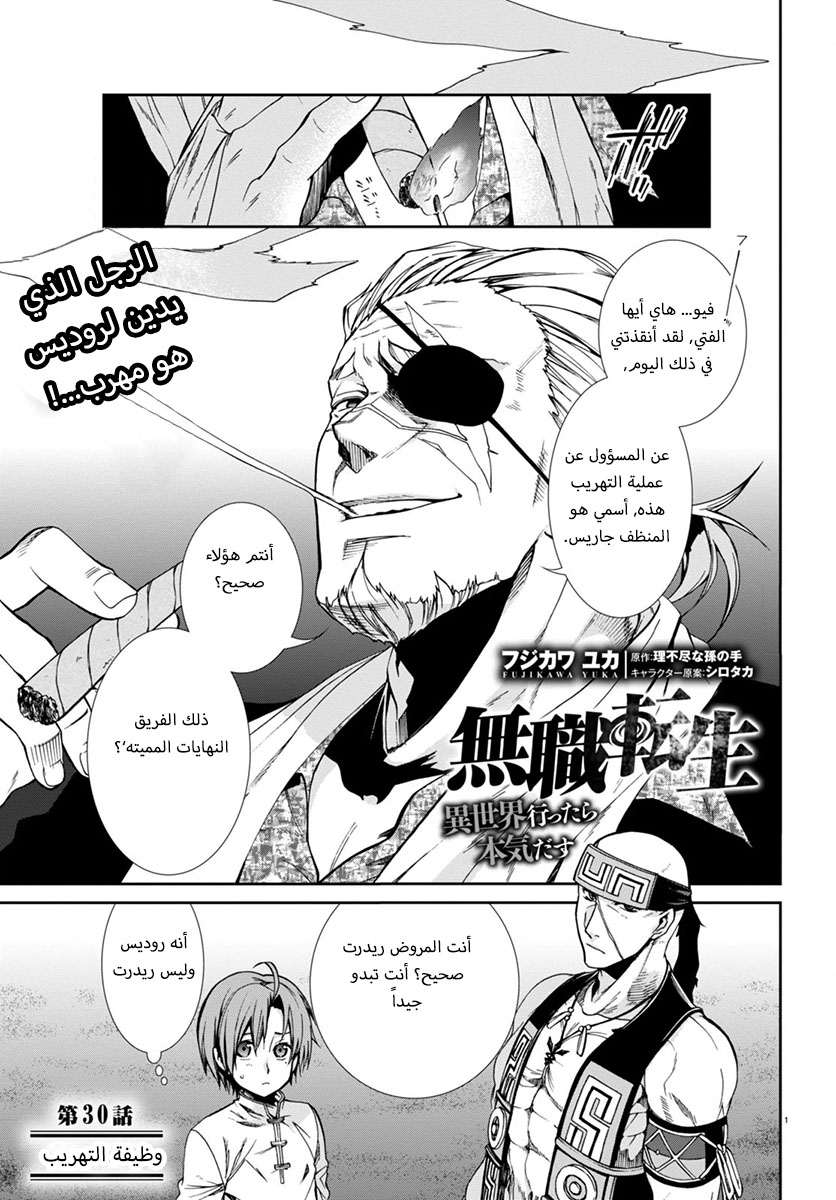 الرجل الذي
يدين لروديس
هو مهرب...!
فيو... هاي أيها
الفتي, لقد أنقذتني
في ذلك اليوم,
عن المسؤول عن
عملية التهريب
هذه, أسمي هو
المنظف جاريس.
أنتم هؤلاء
صحيح؟
ذلك الفريق
النهايات المميته'؟
フジカワ ユカ
FUJIKAWA YUKA
原作:理不尽な孫の手
キャラクター原案:シロタカ
無職転生
異世界行ったら
本気だす
أنت المروض ريدرت
صحيح؟ أنت تبدو
جيداً
أنه روديس
وليس ريدرت
第30話
وظيفة التهريب
1